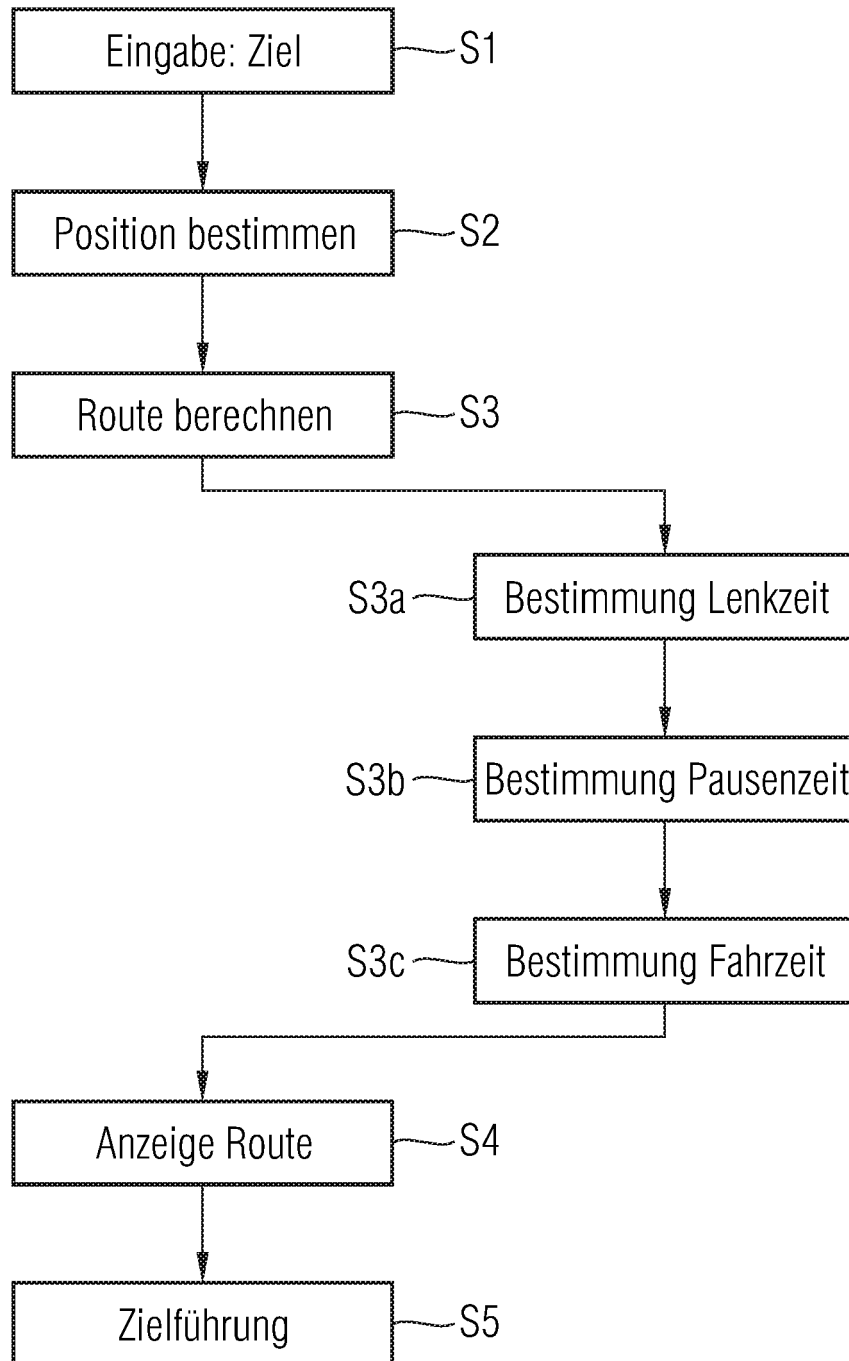 Eingabe: Ziel S1
Position bestimmen S2
Route berechnen S3
S3a Bestimmung Lenkzeit
S3b Bestimmung Pausenzeit
S3c Bestimmung Fahrzeit
Anzeige Route S4
Zielführung S5